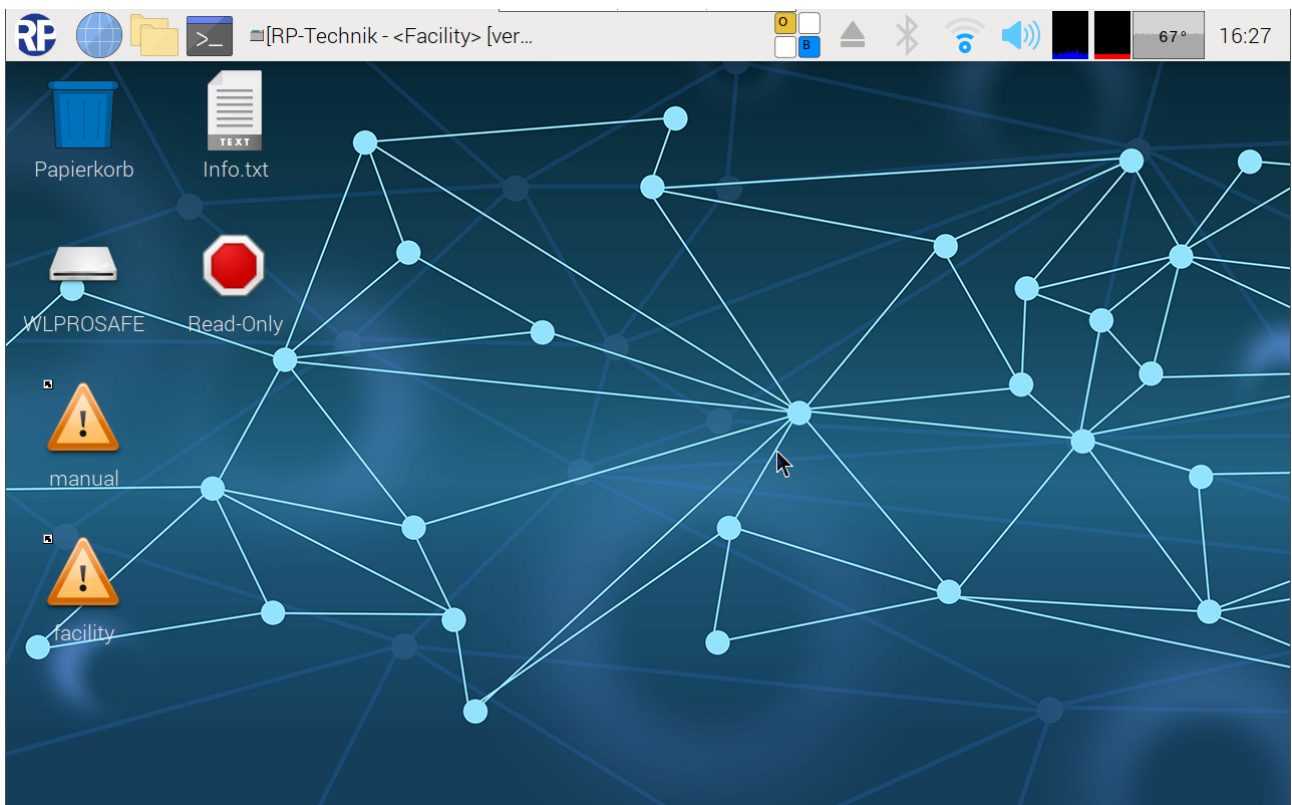 RP
>_
[RP-Technik - <Facility> [ver...
O
B
67°
16:27
Papierkorb
TEXT
Info.txt
WLPROSAFE
Read-Only
manual
facility